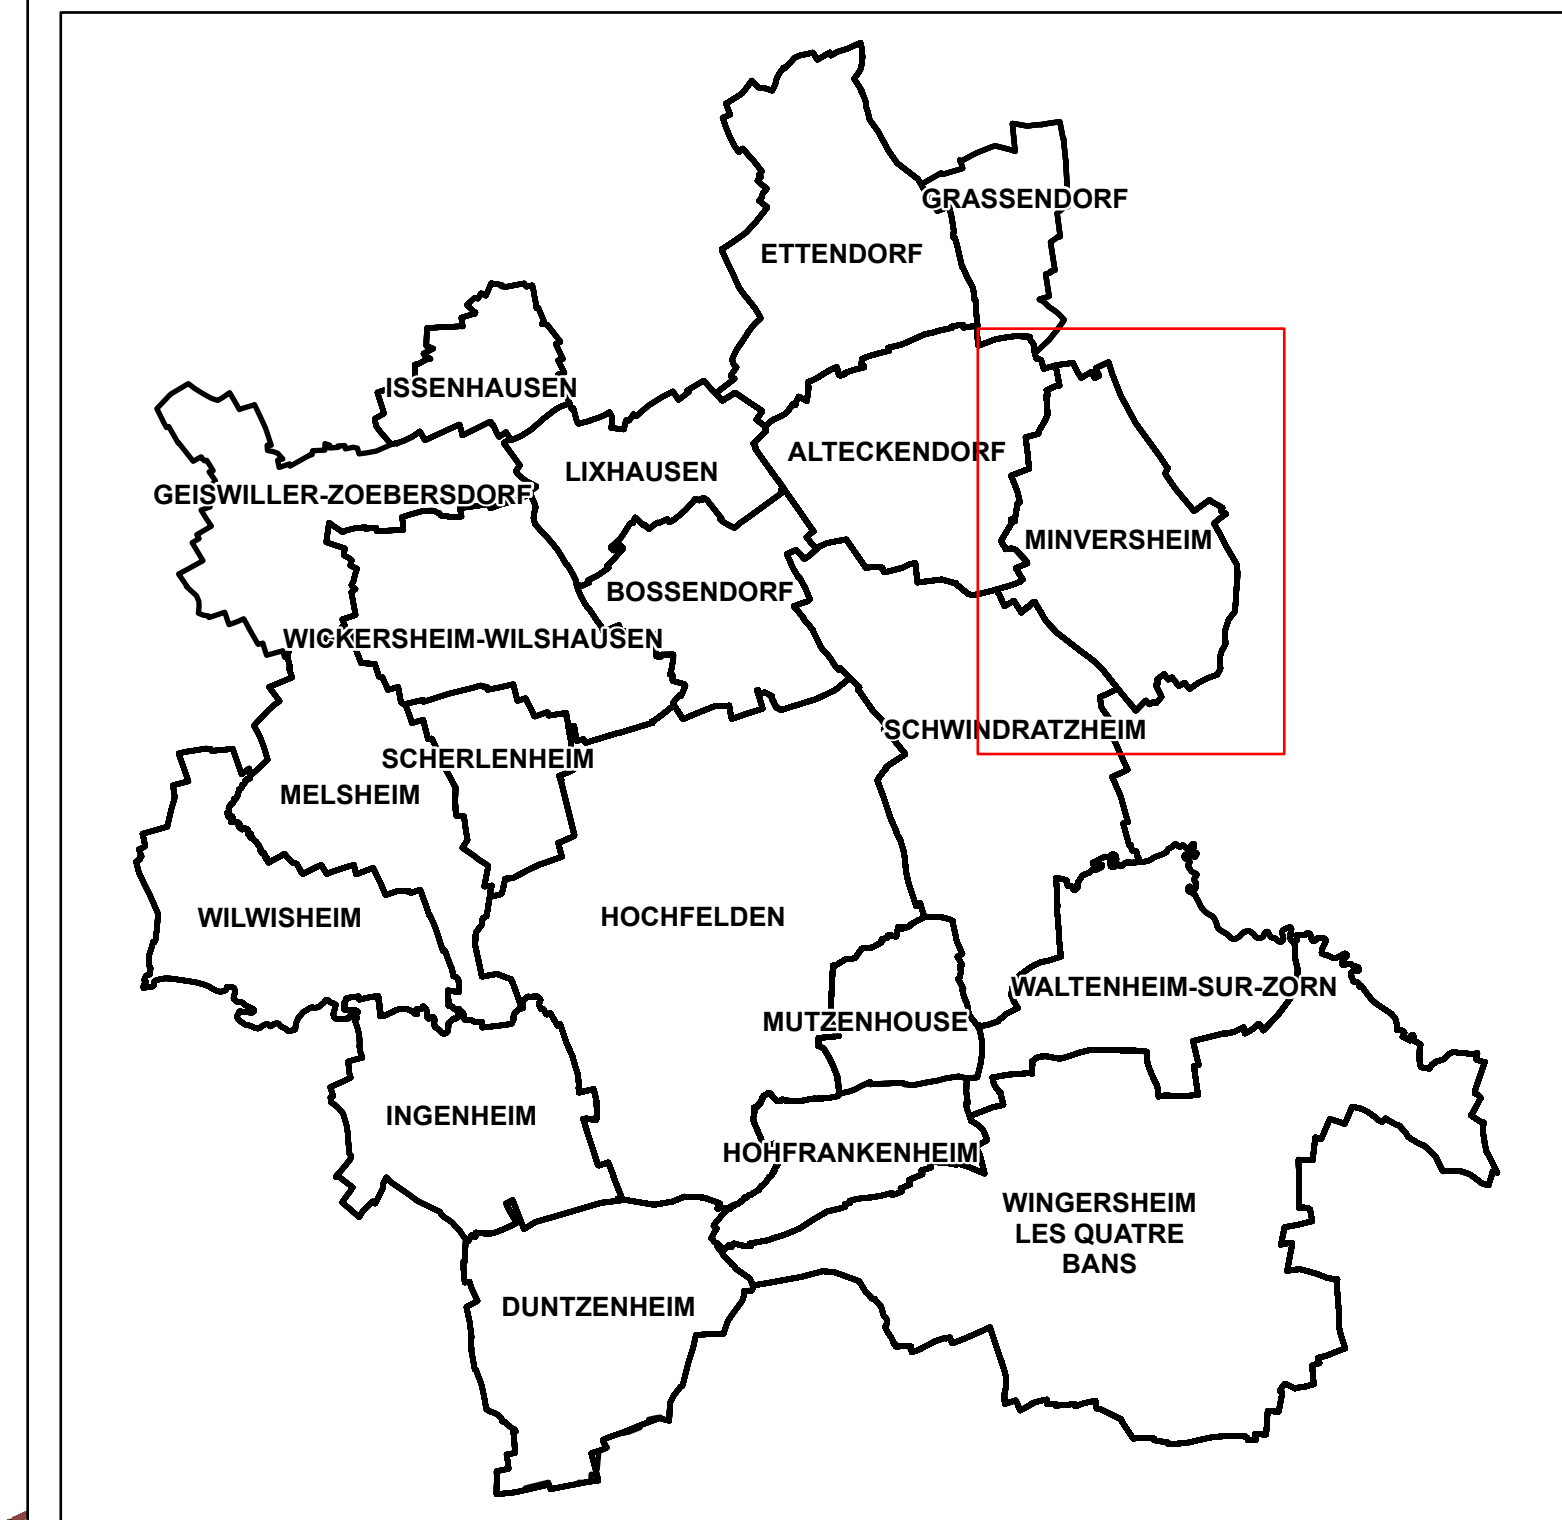 GRASSENDORF
ETTENDORF
ISSENHAUSEN
ALTECKENDORF
LIXHAUSEN
GEISWILLER-ZOEBERSDORF
MINVERSHEIM
BOSSENDORF
WICKERSHEIM-WILSHAUSEN
SCHWINDRATZHEIM
SCHERLENHEIM
MELSHEIM
WILWISHEIM
HOCHFELDEN
WALTENHEIM-SUR-ZORN
MUTZENHOUSE
INGENHEIM
HOHFRANKENHEIM
WINGERSHEIM
LES QUATRE
BANS
DUNTZENHEIM